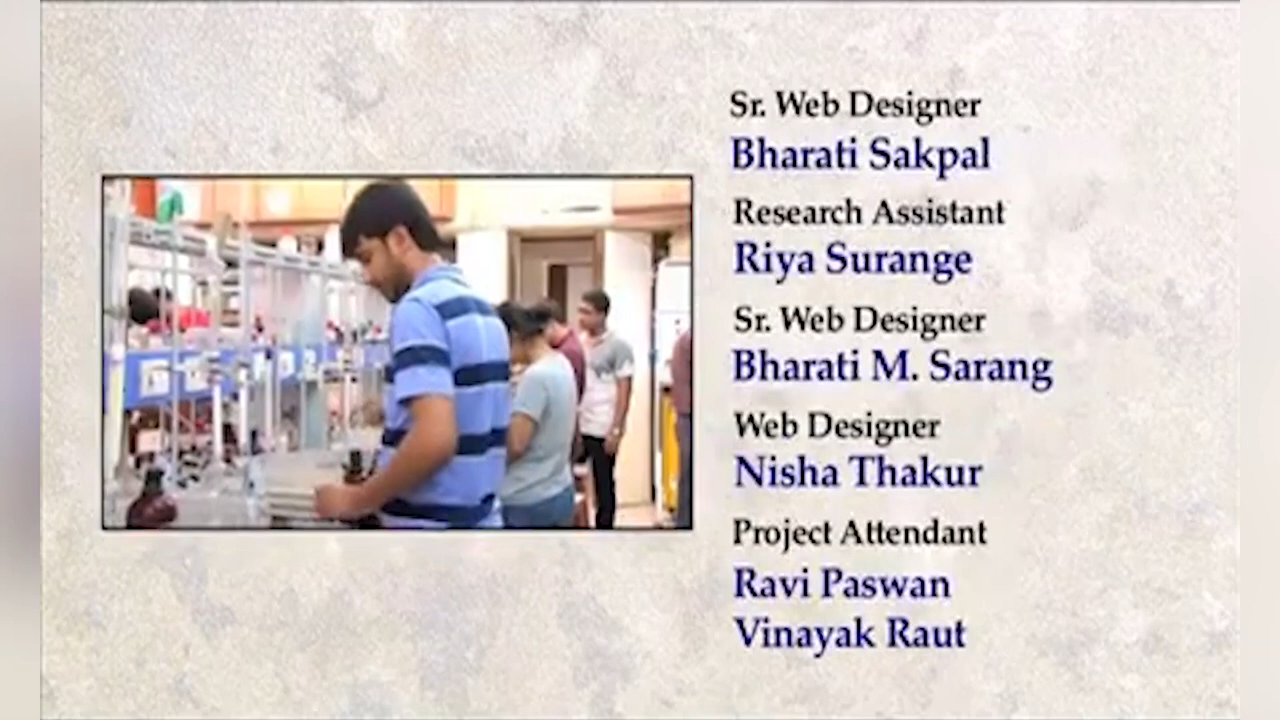 Sr. Web Designer
Bharati Sakpal
Research Assistant
Riya Surange
Sr. Web Designer
Bharati M. Sarang
Web Designer
Nisha Thakur
Project Attendant
Ravi Paswan
Vinayak Raut